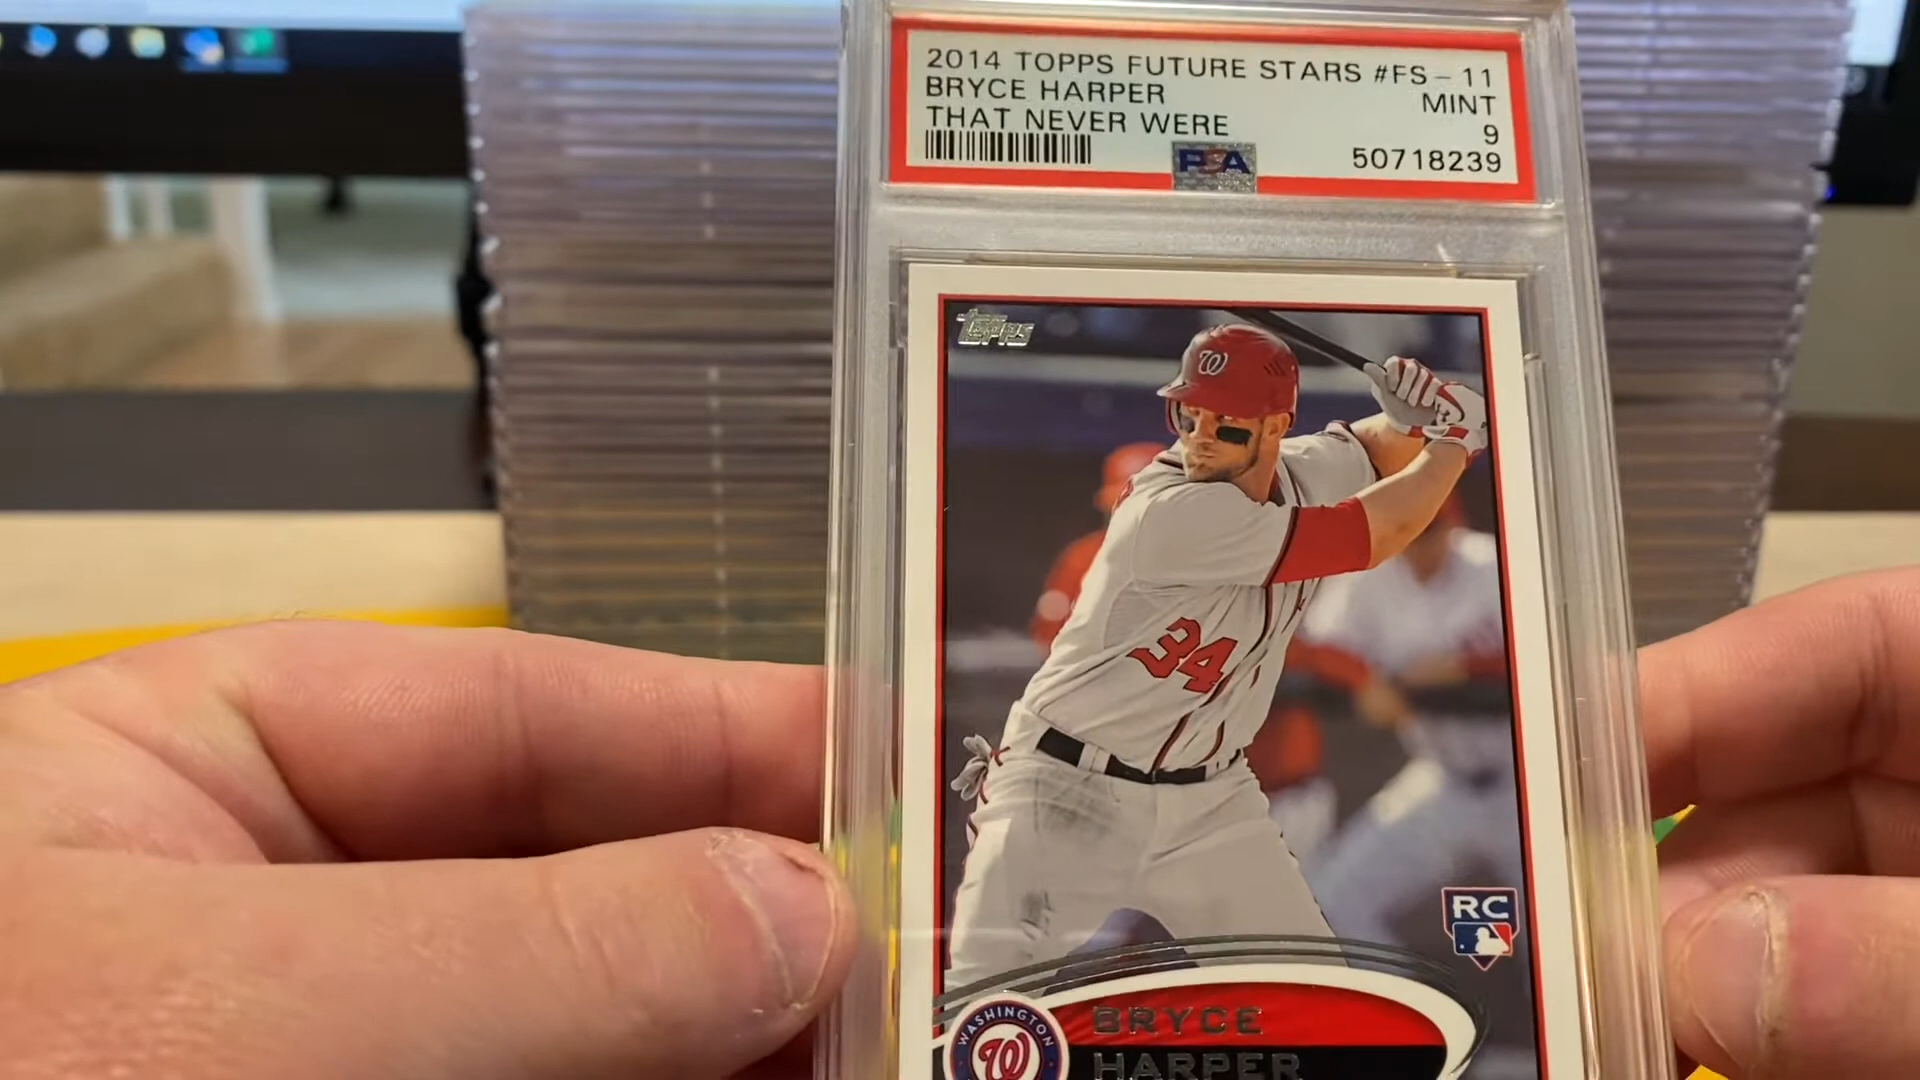 2014 TOPPS FUTURE STARS #FS-11
BRYCE HARPER MINT
THAT NEVER WERE 9
PSA 50718239
TOPPS
W
34
RC
WASHINGTON
W
BRYCE
HARPER